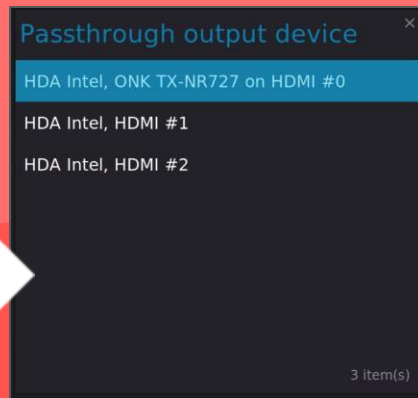 Passthrough output device
×
HDA Intel, ONK TX-NR727 on HDMI #0
HDA Intel, HDMI #1
HDA Intel, HDMI #2
3 item(s)